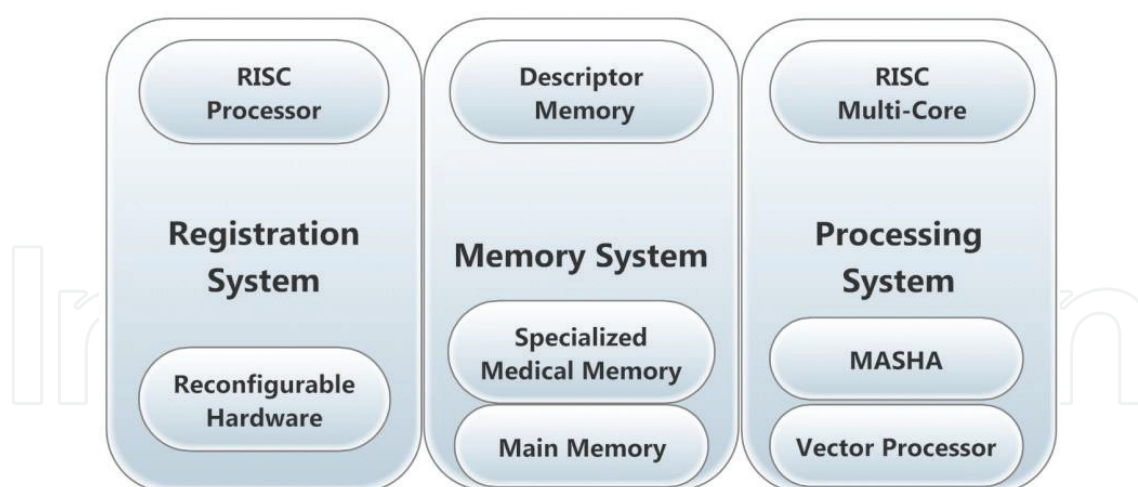 RISC
Processor
Registration
System
Reconfigurable
Hardware
Descriptor
Memory
Memory System
Specialized
Medical Memory
Main Memory
RISC
Multi-Core
Processing
System
MASHA
Vector Processor